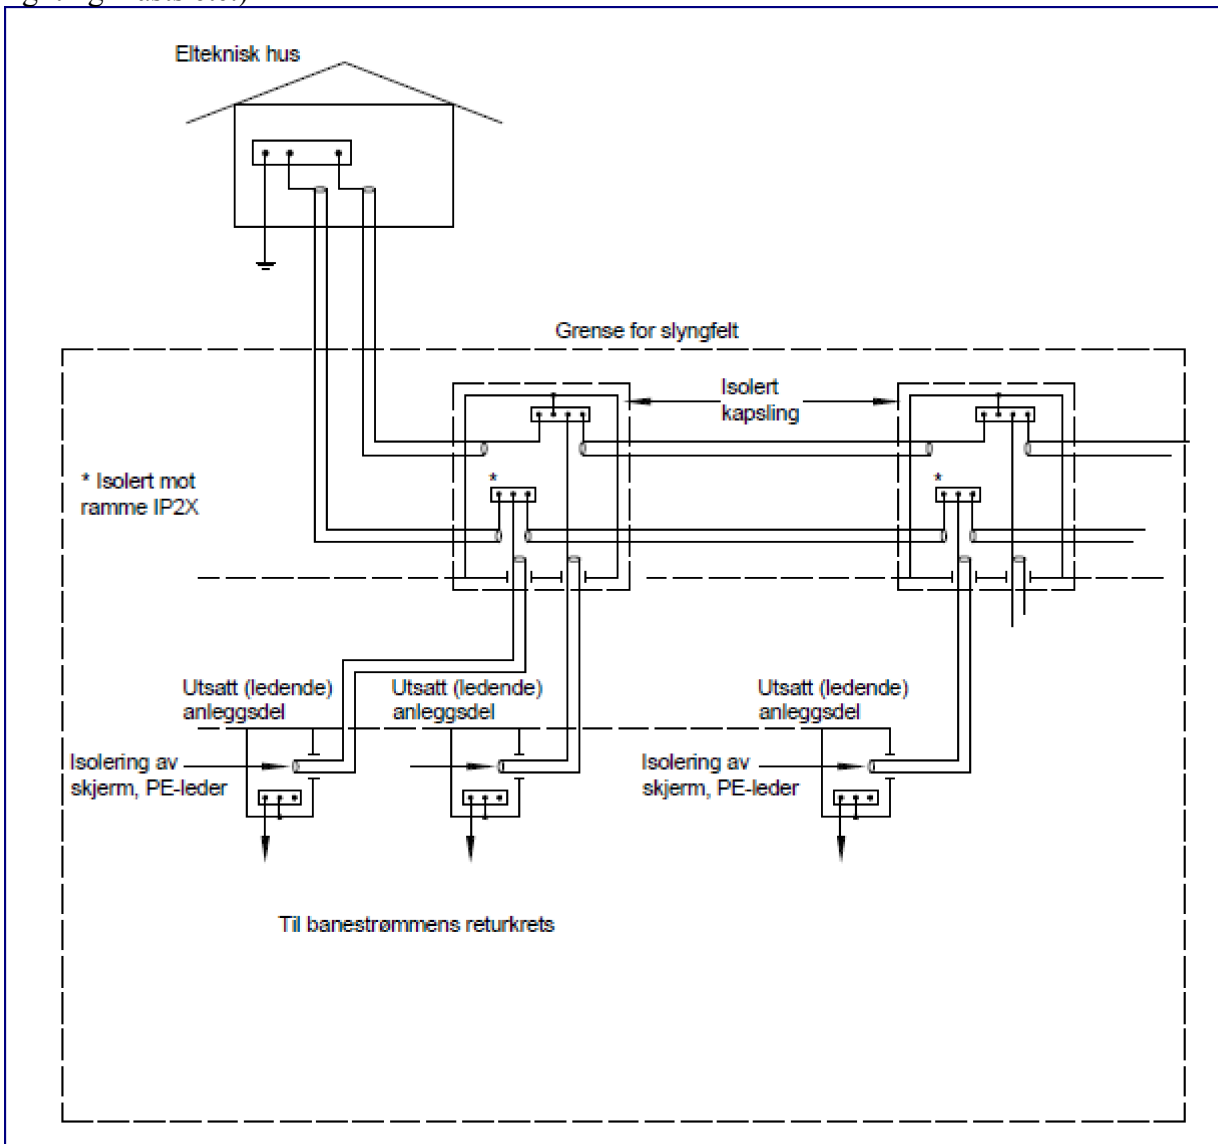 Elteknisk hus
Grense for slyngfelt
Isolert
kapsling
* Isolert mot
ramme IP2X
*
*
Utsatt (ledende)
anleggsdel
Utsatt (ledende)
anleggsdel
Utsatt (ledende)
anleggsdel
Isolering av
skjerm, PE-leder
Isolering av
skjerm, PE-leder
Til banestrømmens returkrets